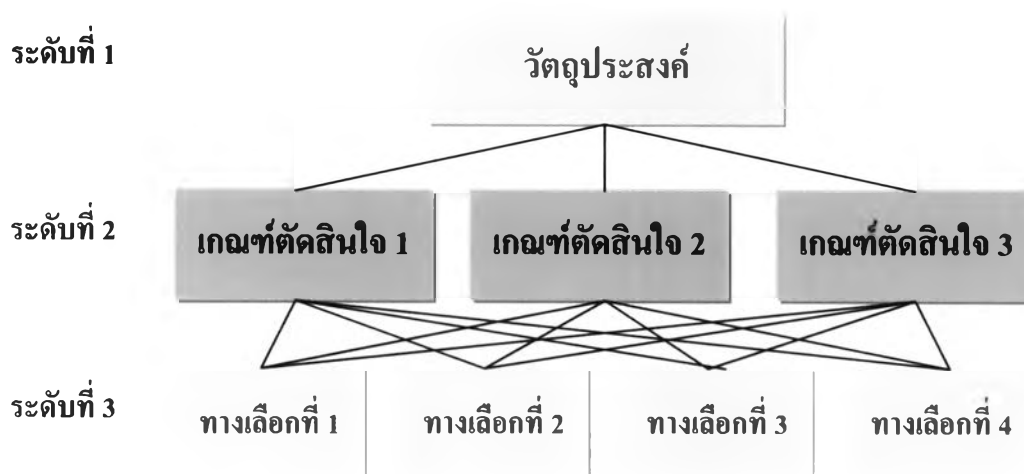 ระดับที่ 1
วัตถุประสงค์
ระดับที่ 2
เกณฑ์ตัดสินใจ 1
เกณฑ์ตัดสินใจ 2
เกณฑ์ตัดสินใจ 3
ระดับที่ 3
ทางเลือกที่ 1
ทางเลือกที่ 2
ทางเลือกที่ 3
ทางเลือกที่ 4